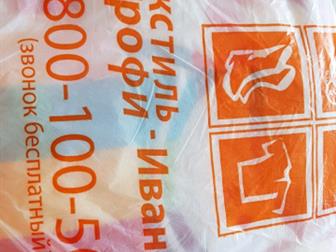 кстиль - Иван
рофи
800-100-5
(звонок бесплатный